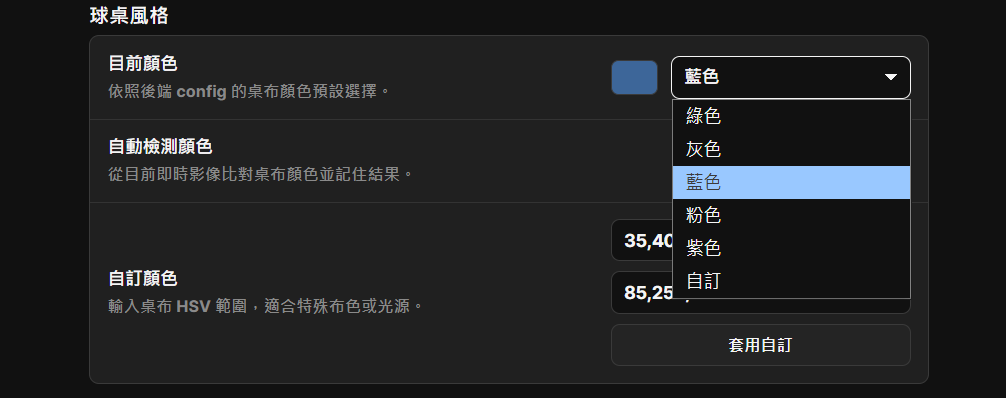 球桌風格
目前顏色
依照後端 config 的桌布顏色預設選擇。
藍色
綠色
灰色
藍色
粉色
紫色
自訂
自動檢測顏色
從目前即時影像比對桌布顏色並記住結果。
自訂顏色
輸入桌布 HSV 範圍，適合特殊布色或光源。
35,40
85,25
套用自訂